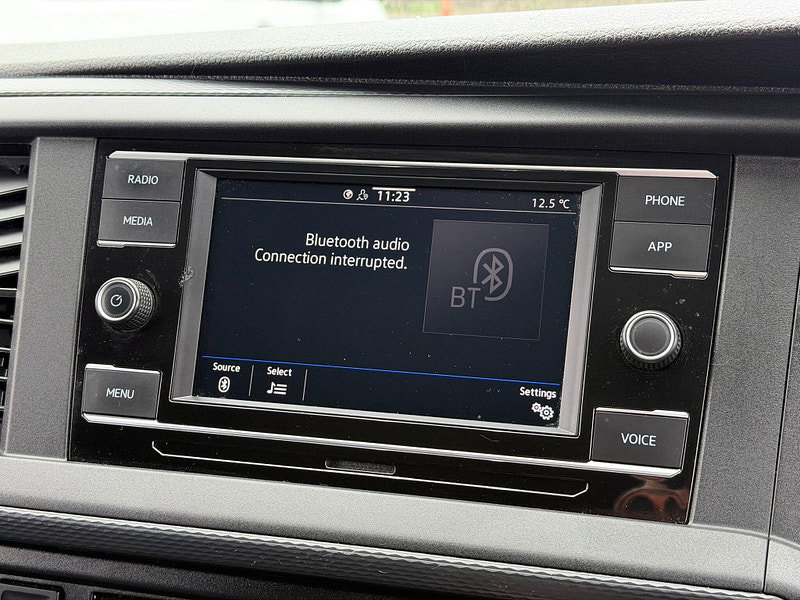 RADIO
MEDIA
MENU
11:23
12.5 °C
Bluetooth audio
Connection interrupted.
BT
Source
Select
Settings
PHONE
APP
VOICE